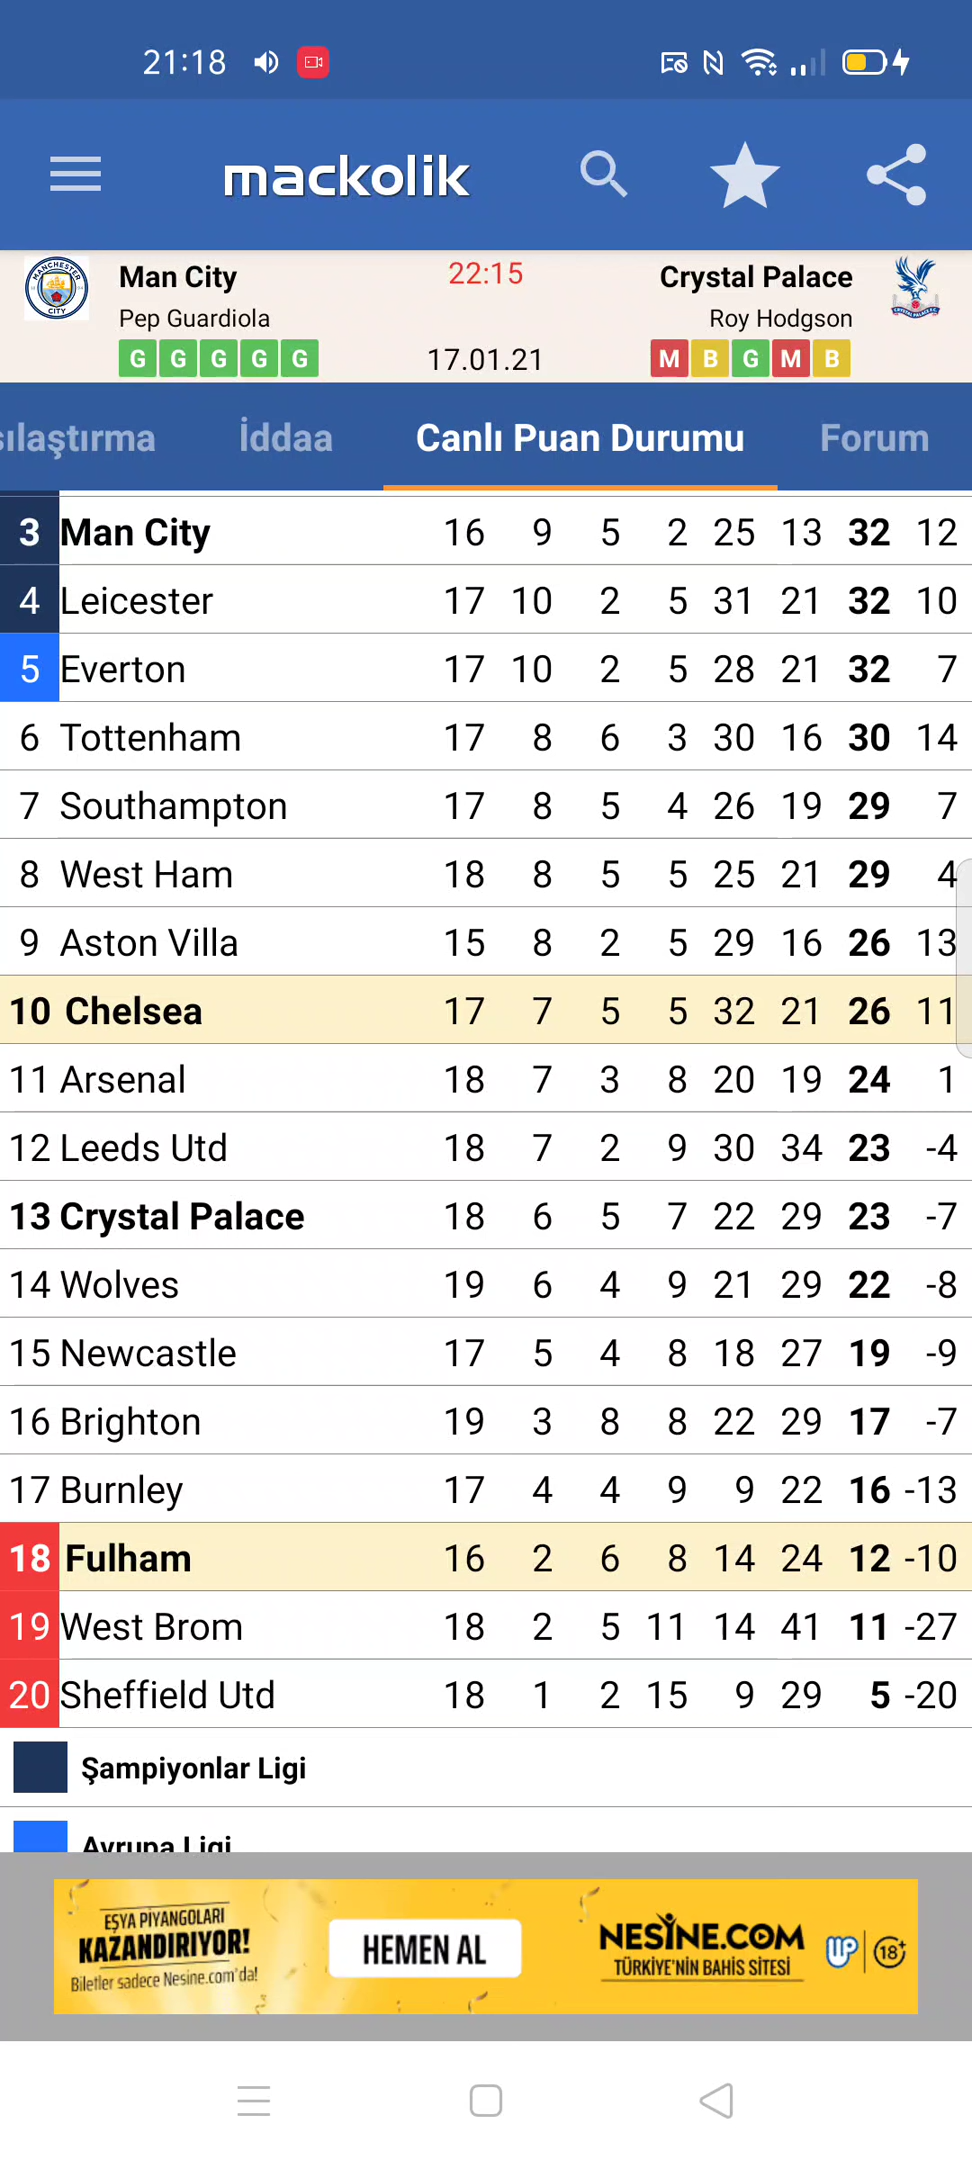 21:18
mackolik
Man City 22:15 Crystal Palace
Pep Guardiola Roy Hodgson
G G G G G 17.01.21 M B G M B
sılaştırma İddaa Canlı Puan Durumu Forum
3 Man City 16 9 5 2 25 13 32 12
4 Leicester 17 10 2 5 31 21 32 10
5 Everton 17 10 2 5 28 21 32 7
6 Tottenham 17 8 6 3 30 16 30 14
7 Southampton 17 8 5 4 26 19 29 7
8 West Ham 18 8 5 5 25 21 29 4
9 Aston Villa 15 8 2 5 29 16 26 13
10 Chelsea 17 7 5 5 32 21 26 11
11 Arsenal 18 7 3 8 20 19 24 1
12 Leeds Utd 18 7 2 9 30 34 23 -4
13 Crystal Palace 18 6 5 7 22 29 23 -7
14 Wolves 19 6 4 9 21 29 22 -8
15 Newcastle 17 5 4 8 18 27 19 -9
16 Brighton 19 3 8 8 22 29 17 -7
17 Burnley 17 4 4 9 9 22 16 -13
18 Fulham 16 2 6 8 14 24 12 -10
19 West Brom 18 2 5 11 14 41 11 -27
20 Sheffield Utd 18 1 2 15 9 29 5 -20
Şampiyonlar Ligi
Avrupa Ligi
EŞYA PİYANGOLARI
KAZANDIRIYOR!
Biletler sadece Nesine.com'da!
HEMEN AL
NESİNE.COM
TÜRKİYE'NİN BAHİS SİTESİ
18+